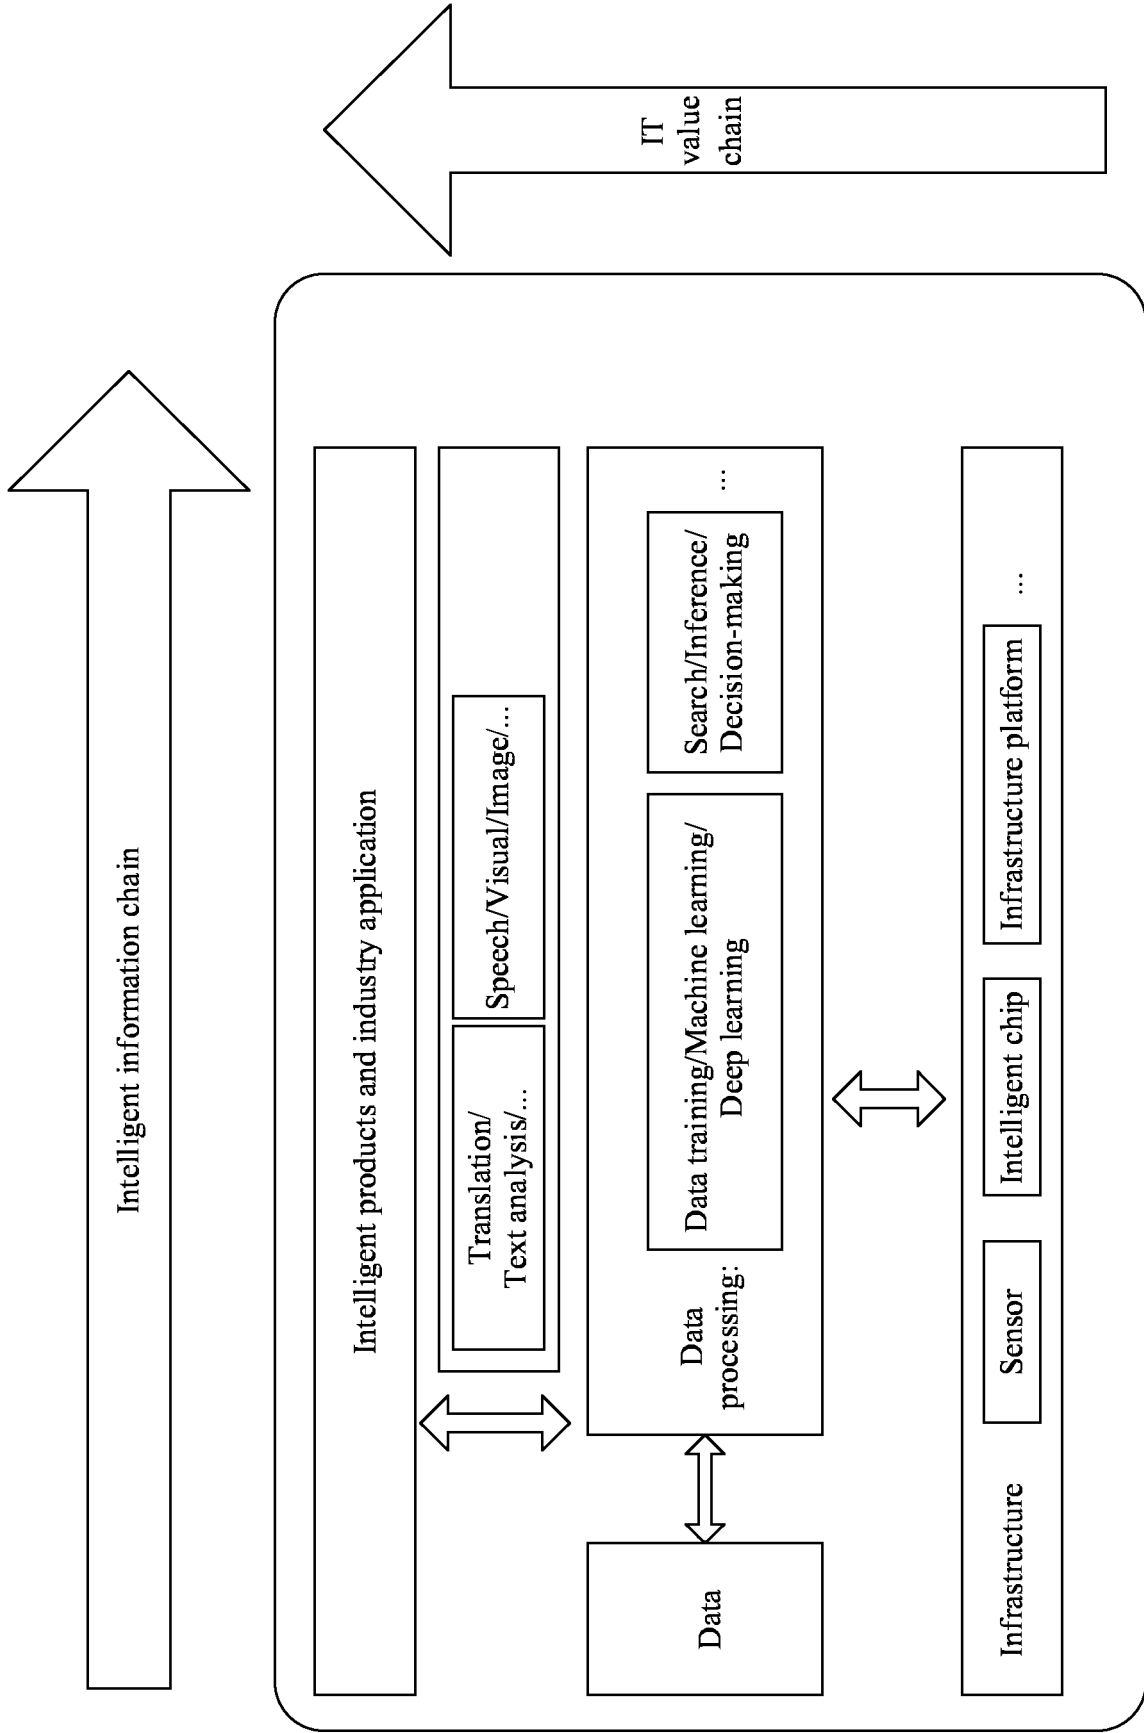 Intelligent information chain
Intelligent products and industry application
Translation/
Text analysis/...
Speech/Visual/Image/...
Data
Data
processing:
Data training/Machine learning/
Deep learning
Search/Inference/
Decision-making
...
Infrastructure
Sensor
Intelligent chip
Infrastructure platform
...
IT
value
chain